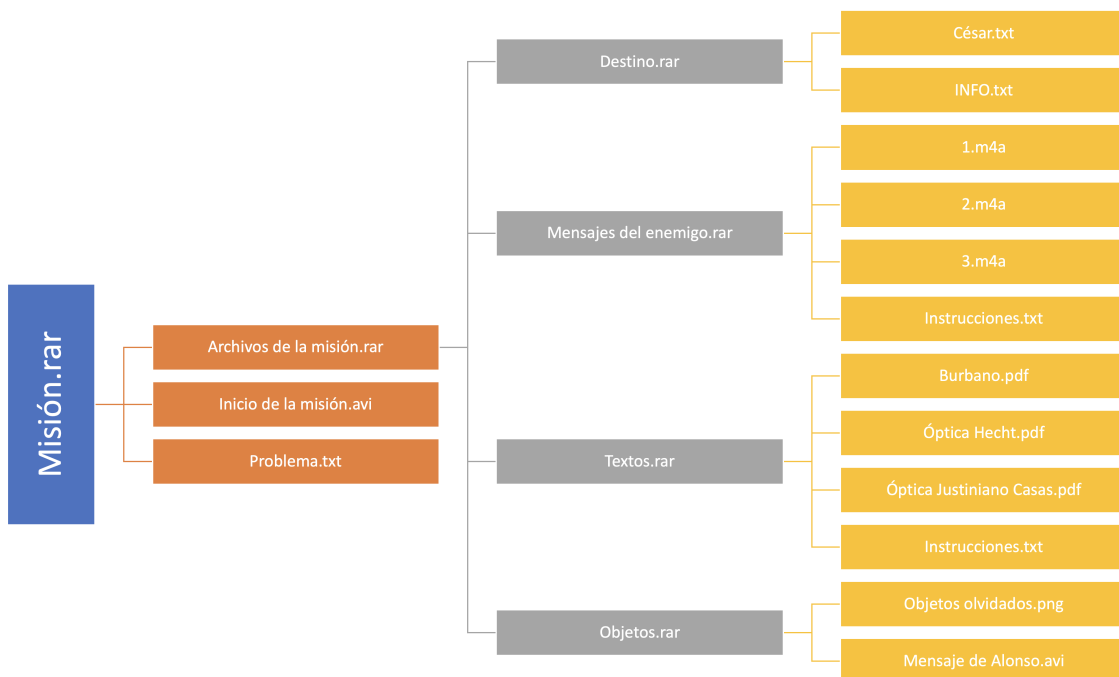 Misión.rar
Archivos de la misión.rar
Inicio de la misión.avi
Problema.txt
Destino.rar
Mensajes del enemigo.rar
Textos.rar
Objetos.rar
César.txt
INFO.txt
1.m4a
2.m4a
3.m4a
Instrucciones.txt
Burbano.pdf
Óptica Hecht.pdf
Óptica Justiniano Casas.pdf
Instrucciones.txt
Objetos olvidados.png
Mensaje de Alonso.avi